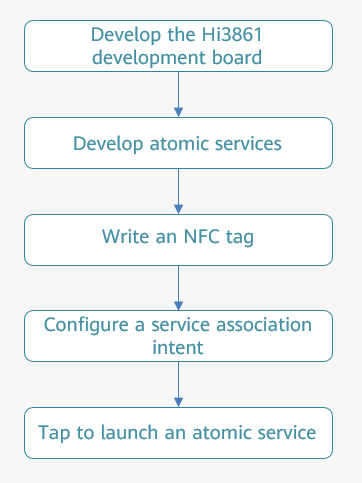 Develop the Hi3861
development board
Develop atomic services
Write an NFC tag
Configure a service association
intent
Tap to launch an atomic service